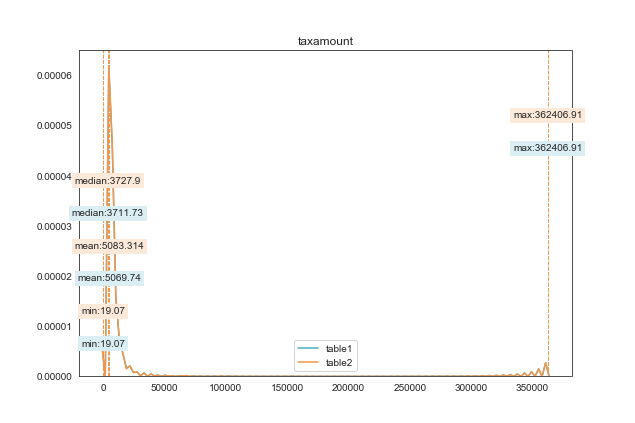 taxamount
0.00006
0.00005
0.00004
0.00003
0.00002
0.00001
0.00000
max:362406.91
max:362406.91
median:3727.9
median:3711.73
mean:5083.314
mean:5069.74
min:19.07
min:19.07
table1
table2
0 50000 100000 150000 200000 250000 300000 350000